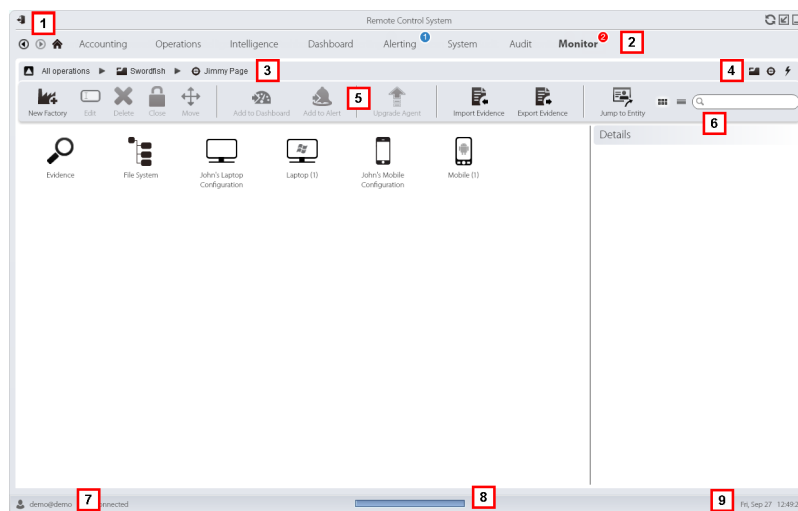 Remote Control System
1
Accounting Operations Intelligence Dashboard Alerting 1 System Audit Monitor 2 2
All operations Swordfish Jimmy Page 3 4
5
New Factory Edit Delete Close Move Add to Dashboard Add to Alert Upgrade Agent Import Evidence Export Evidence Jump to Entity
6
Details
Evidence File System John's Laptop Configuration Laptop (1) John's Mobile Configuration Mobile (1)
demo@demo 7 8 9 Fri, Sep 27